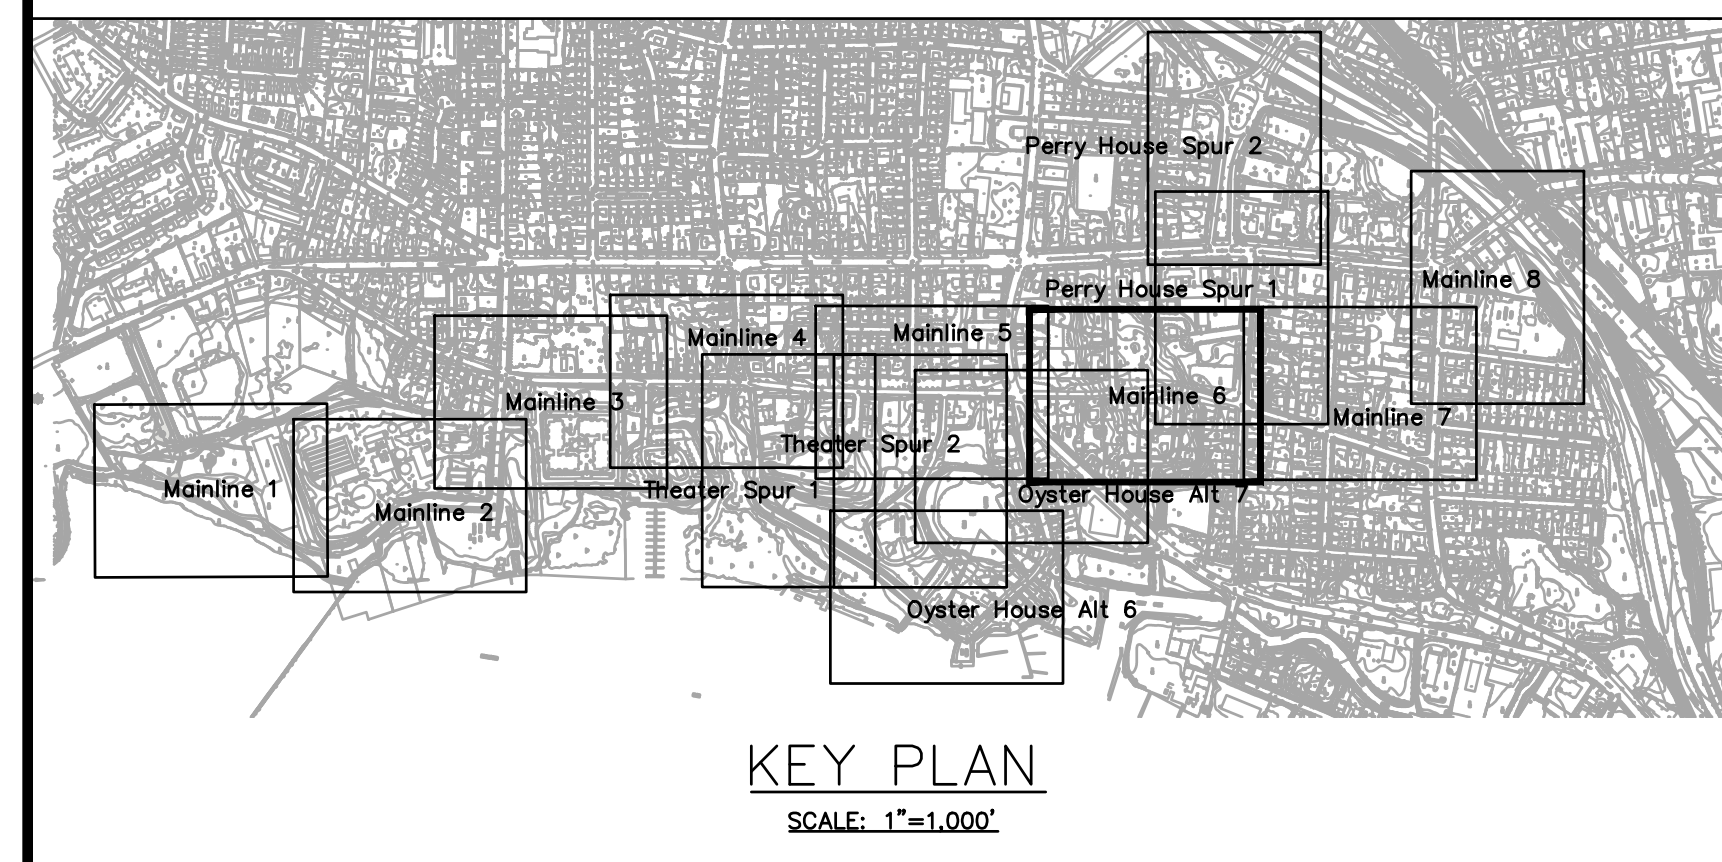 Perry House Spur 2
Mainline 8
Perry House Spur 1
Mainline 5
Mainline 4
Mainline 6
Mainline 3
Mainline 7
Theater Spur 2
Mainline 1
Theater Spur 1
Oyster House Alt 7
Mainline 2
Oyster House Alt 6
KEY PLAN
SCALE: 1"=1,000'